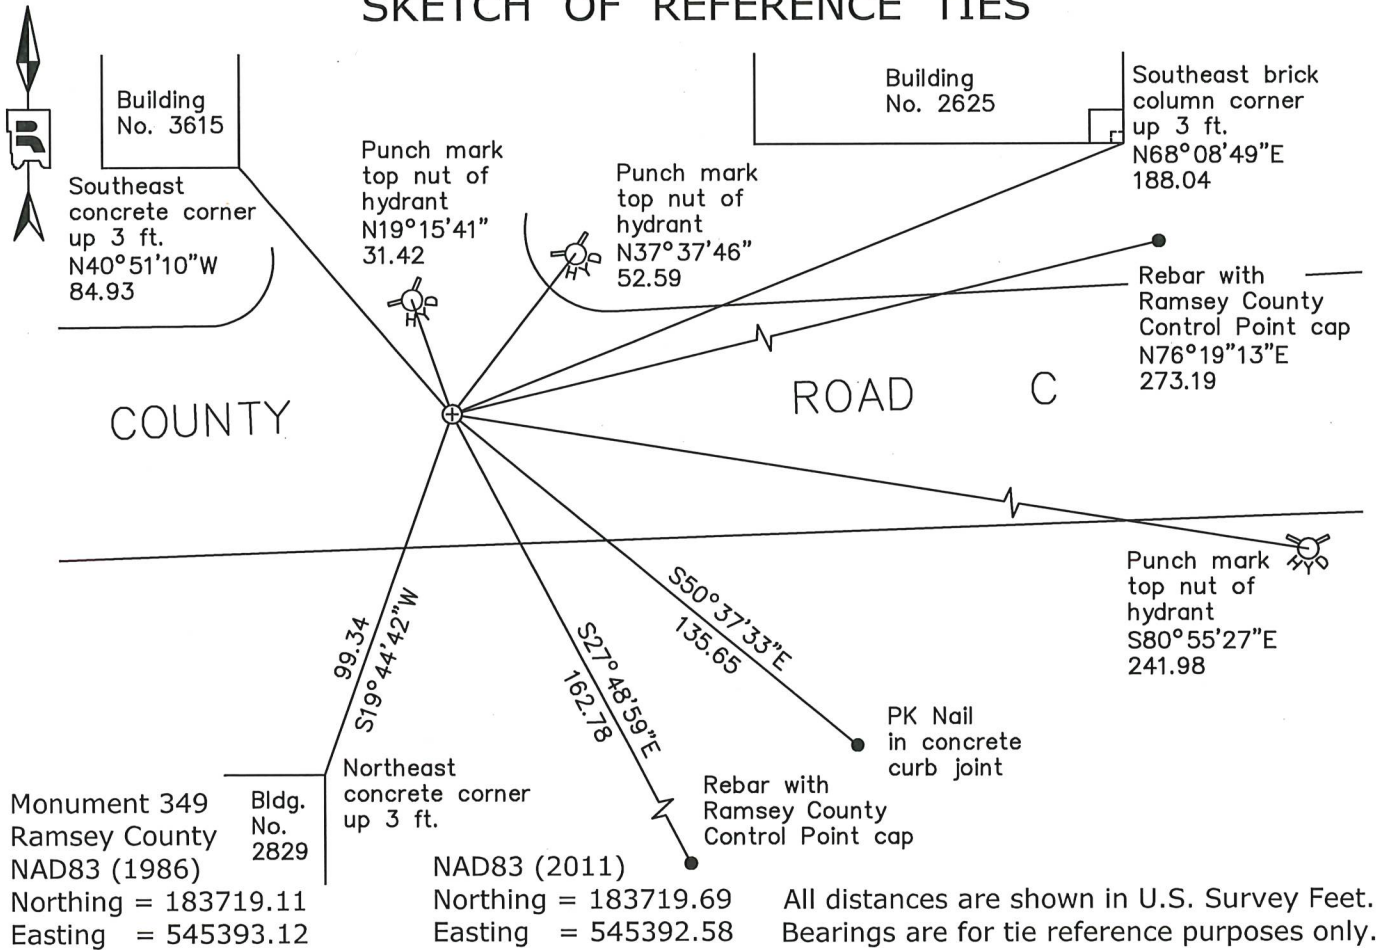 SKETCH OF REFERENCE TIES
Building
No. 3615
Building
No. 2625
Southeast brick
column corner
up 3 ft.
N68°08'49"E
188.04
Punch mark
top nut of
hydrant
N19°15'41"
31.42
Punch mark
top nut of
hydrant
N37°37'46"
52.59
Southeast
concrete corner
up 3 ft.
N40°51'10"W
84.93
HYD
HYD
Rebar with
Ramsey County
Control Point cap
N76°19'13"E
273.19
COUNTY ROAD C
HYD
Punch mark
top nut of
hydrant
S80°55'27"E
241.98
99.34
S19°44'42"W
S27°48'59"E
162.78
S50°37'33"E
135.65
PK Nail
in concrete
curb joint
Northeast
concrete corner
up 3 ft.
Bldg.
No.
2829
Rebar with
Ramsey County
Control Point cap
Monument 349
Ramsey County
NAD83 (1986)
Northing = 183719.11
Easting = 545393.12
NAD83 (2011)
Northing = 183719.69
Easting = 545392.58
All distances are shown in U.S. Survey Feet.
Bearings are for tie reference purposes only.